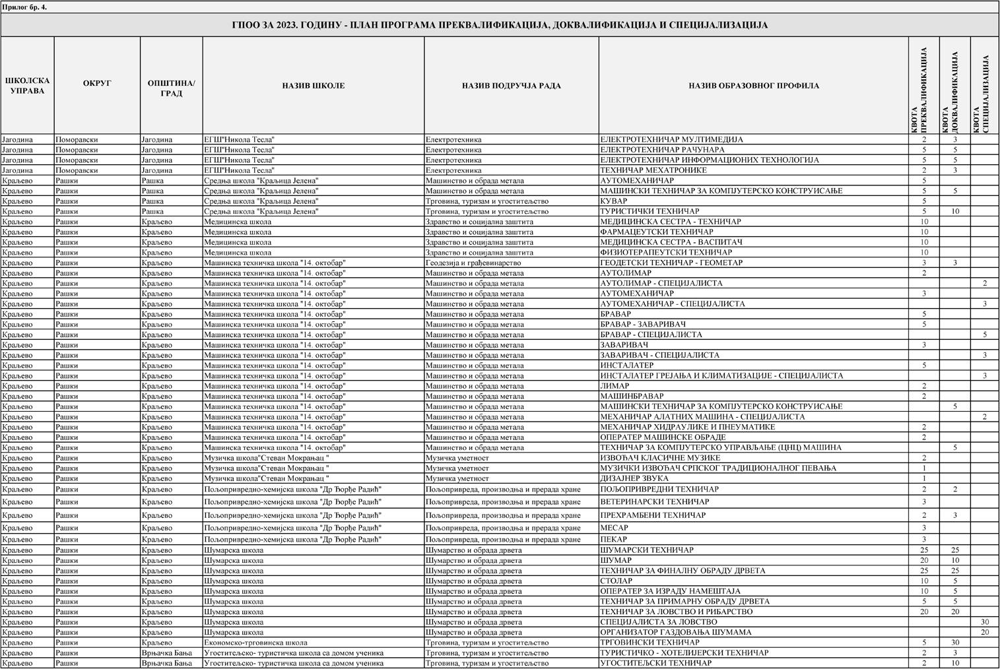 Прилог бр. 4.
ГПОО ЗА 2023. ГОДИНУ - ПЛАН ПРОГРАМА ПРЕКВАЛИФИКАЦИЈА, ДОКВАЛИФИКАЦИЈА И СПЕЦИЈАЛИЗАЦИЈА
ШКОЛСКА УПРАВА ОКРУГ ОПШТИНА/ ГРАД НАЗИВ ШКОЛЕ НАЗИВ ПОДРУЧЈА РАДА НАЗИВ ОБРАЗОВНОГ ПРОФИЛА КВОТА ПРЕКВАЛИФИКАЦИЈА КВОТА ДОКВАЛИФИКАЦИЈА КВОТА СПЕЦИЈАЛИЗАЦИЈА
Јагодина Поморавски Јагодина ЕГШ"Никола Тесла" Електротехника ЕЛЕКТРОТЕХНИЧАР МУЛТИМЕДИЈА 2 3
Јагодина Поморавски Јагодина ЕГШ"Никола Тесла" Електротехника ЕЛЕКТРОТЕХНИЧАР РАЧУНАРА 5 5
Јагодина Поморавски Јагодина ЕГШ"Никола Тесла" Електротехника ЕЛЕКТРОТЕХНИЧАР ИНФОРМАЦИОНИХ ТЕХНОЛОГИЈА 5 5
Јагодина Поморавски Јагодина ЕГШ"Никола Тесла" Електротехника ТЕХНИЧАР МЕХАТРОНИКЕ 2 3
Краљево Рашки Рашка Средња школа "Краљица Јелена" Машинство и обрада метала АУТОМЕХАНИЧАР 5
Краљево Рашки Рашка Средња школа "Краљица Јелена" Машинство и обрада метала МАШИНСКИ ТЕХНИЧАР ЗА КОМПЈУТЕРСКО КОНСТРУИСАЊЕ 5 5
Краљево Рашки Рашка Средња школа "Краљица Јелена" Трговина, туризам и угоститељство КУВАР 5
Краљево Рашки Рашка Средња школа "Краљица Јелена" Трговина, туризам и угоститељство ТУРИСТИЧКИ ТЕХНИЧАР 5 10
Краљево Рашки Краљево Медицинска школа Здравство и социјална заштита МЕДИЦИНСКА СЕСТРА - ТЕХНИЧАР 10
Краљево Рашки Краљево Медицинска школа Здравство и социјална заштита ФАРМАЦЕУТСКИ ТЕХНИЧАР 10
Краљево Рашки Краљево Медицинска школа Здравство и социјална заштита МЕДИЦИНСКА СЕСТРА - ВАСПИТАЧ 10
Краљево Рашки Краљево Медицинска школа Здравство и социјална заштита ФИЗИОТЕРАПЕУТСКИ ТЕХНИЧАР 10
Краљево Рашки Краљево Машинска техничка школа "14. октобар" Геодезија и грађевинарство ГЕОДЕТСКИ ТЕХНИЧАР - ГЕОМЕТАР 3 3
Краљево Рашки Краљево Машинска техничка школа "14. октобар" Машинство и обрада метала АУТОЛИМАР 2
Краљево Рашки Краљево Машинска техничка школа "14. октобар" Машинство и обрада метала АУТОЛИМАР - СПЕЦИЈАЛИСТА 2
Краљево Рашки Краљево Машинска техничка школа "14. октобар" Машинство и обрада метала АУТОМЕХАНИЧАР 3
Краљево Рашки Краљево Машинска техничка школа "14. октобар" Машинство и обрада метала АУТОМЕХАНИЧАР - СПЕЦИЈАЛИСТА 3
Краљево Рашки Краљево Машинска техничка школа "14. октобар" Машинство и обрада метала БРАВАР 5
Краљево Рашки Краљево Машинска техничка школа "14. октобар" Машинство и обрада метала БРАВАР - ЗАВАРИВАЧ 5
Краљево Рашки Краљево Машинска техничка школа "14. октобар" Машинство и обрада метала БРАВАР - СПЕЦИЈАЛИСТА 5
Краљево Рашки Краљево Машинска техничка школа "14. октобар" Машинство и обрада метала ЗАВАРИВАЧ 3
Краљево Рашки Краљево Машинска техничка школа "14. октобар" Машинство и обрада метала ЗАВАРИВАЧ - СПЕЦИЈАЛИСТА 3
Краљево Рашки Краљево Машинска техничка школа "14. октобар" Машинство и обрада метала ИНСТАЛАТЕР 5
Краљево Рашки Краљево Машинска техничка школа "14. октобар" Машинство и обрада метала ИНСТАЛАТЕР ГРЕЈАЊА И КЛИМАТИЗАЦИЈЕ - СПЕЦИЈАЛИСТА 3
Краљево Рашки Краљево Машинска техничка школа "14. октобар" Машинство и обрада метала ЛИМАР 2
Краљево Рашки Краљево Машинска техничка школа "14. октобар" Машинство и обрада метала МАШИНБРАВАР 2
Краљево Рашки Краљево Машинска техничка школа "14. октобар" Машинство и обрада метала МАШИНСКИ ТЕХНИЧАР ЗА КОМПЈУТЕРСКО КОНСТРУИСАЊЕ 5
Краљево Рашки Краљево Машинска техничка школа "14. октобар" Машинство и обрада метала МЕХАНИЧАР АЛАТНИХ МАШИНА - СПЕЦИЈАЛИСТА 2
Краљево Рашки Краљево Машинска техничка школа "14. октобар" Машинство и обрада метала МЕХАНИЧАР ХИДРАУЛИКЕ И ПНЕУМАТИКЕ 2
Краљево Рашки Краљево Машинска техничка школа "14. октобар" Машинство и обрада метала ОПЕРАТЕР МАШИНСКЕ ОБРАДЕ 2
Краљево Рашки Краљево Машинска техничка школа "14. октобар" Машинство и обрада метала ТЕХНИЧАР ЗА КОМПЈУТЕРСКО УПРАВЉАЊЕ (ЦНЦ) МАШИНА 5
Краљево Рашки Краљево Музичка школа"Стеван Мокрањац " Музичка уметност ИЗВОЂАЧ КЛАСИЧНЕ МУЗИКЕ 2
Краљево Рашки Краљево Музичка школа"Стеван Мокрањац " Музичка уметност МУЗИЧКИ ИЗВОЂАЧ СРПСКОГ ТРАДИЦИОНАЛНОГ ПЕВАЊА 1
Краљево Рашки Краљево Музичка школа"Стеван Мокрањац " Музичка уметност ДИЗАЈНЕР ЗВУКА 1
Краљево Рашки Краљево Пољопривредно-хемијска школа "Др Ђорђе Радић" Пољопривреда, производња и прерада хране ПОЉОПРИВРЕДНИ ТЕХНИЧАР 2 2
Краљево Рашки Краљево Пољопривредно-хемијска школа "Др Ђорђе Радић" Пољопривреда, производња и прерада хране ВЕТЕРИНАРСКИ ТЕХНИЧАР 3
Краљево Рашки Краљево Пољопривредно-хемијска школа "Др Ђорђе Радић" Пољопривреда, производња и прерада хране ПРЕХРАМБЕНИ ТЕХНИЧАР 2 3
Краљево Рашки Краљево Пољопривредно-хемијска школа "Др Ђорђе Радић" Пољопривреда, производња и прерада хране МЕСАР 3
Краљево Рашки Краљево Пољопривредно-хемијска школа "Др Ђорђе Радић" Пољопривреда, производња и прерада хране ПЕКАР 3
Краљево Рашки Краљево Шумарска школа Шумарство и обрада дрвета ШУМАРСКИ ТЕХНИЧАР 25 25
Краљево Рашки Краљево Шумарска школа Шумарство и обрада дрвета ШУМАР 20 10
Краљево Рашки Краљево Шумарска школа Шумарство и обрада дрвета ТЕХНИЧАР ЗА ФИНАЛНУ ОБРАДУ ДРВЕТА 25 25
Краљево Рашки Краљево Шумарска школа Шумарство и обрада дрвета СТОЛАР 10 5
Краљево Рашки Краљево Шумарска школа Шумарство и обрада дрвета ОПЕРАТЕР ЗА ИЗРАДУ НАМЕШТАЈА 10 5
Краљево Рашки Краљево Шумарска школа Шумарство и обрада дрвета ТЕХНИЧАР ЗА ПРИМАРНУ ОБРАДУ ДРВЕТА 5 5
Краљево Рашки Краљево Шумарска школа Шумарство и обрада дрвета ТЕХНИЧАР ЗА ЛОВСТВО И РИБАРСТВО 20 20
Краљево Рашки Краљево Шумарска школа Шумарство и обрада дрвета СПЕЦИЈАЛИСТА ЗА ЛОВСТВО 30
Краљево Рашки Краљево Шумарска школа Шумарство и обрада дрвета ОРГАНИЗАТОР ГАЗДОВАЊА ШУМАМА 20
Краљево Рашки Краљево Економско-трговинска школа Трговина, туризам и угоститељство ТРГОВИНСКИ ТЕХНИЧАР 5 30
Краљево Рашки Врњачка Бања Угоститељско- туристичка школа са домом ученика Трговина, туризам и угоститељство ТУРИСТИЧКО - ХОТЕЛИЈЕРСКИ ТЕХНИЧАР 2 3
Краљево Рашки Врњачка Бања Угоститељско- туристичка школа са домом ученика Трговина, туризам и угоститељство УГОСТИТЕЉСКИ ТЕХНИЧАР 2 10